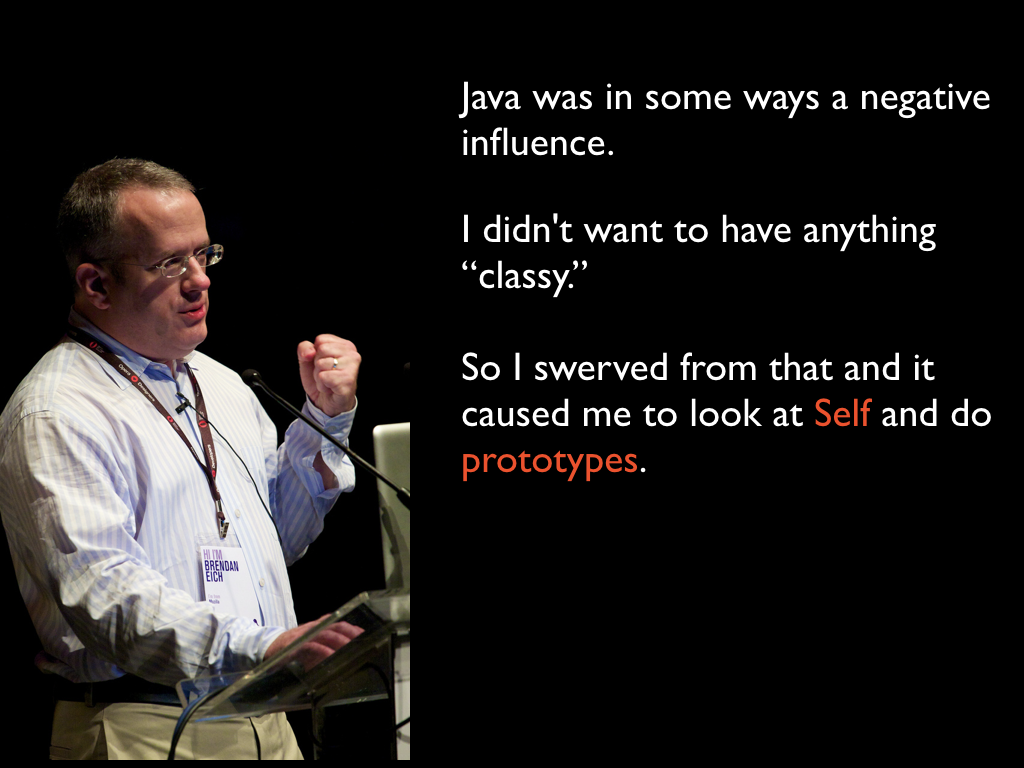 Java was in some ways a negative
influence.
I didn't want to have anything
“classy.”
So I swerved from that and it
caused me to look at Self and do
prototypes.
HI I'M
BRENDAN
EICH